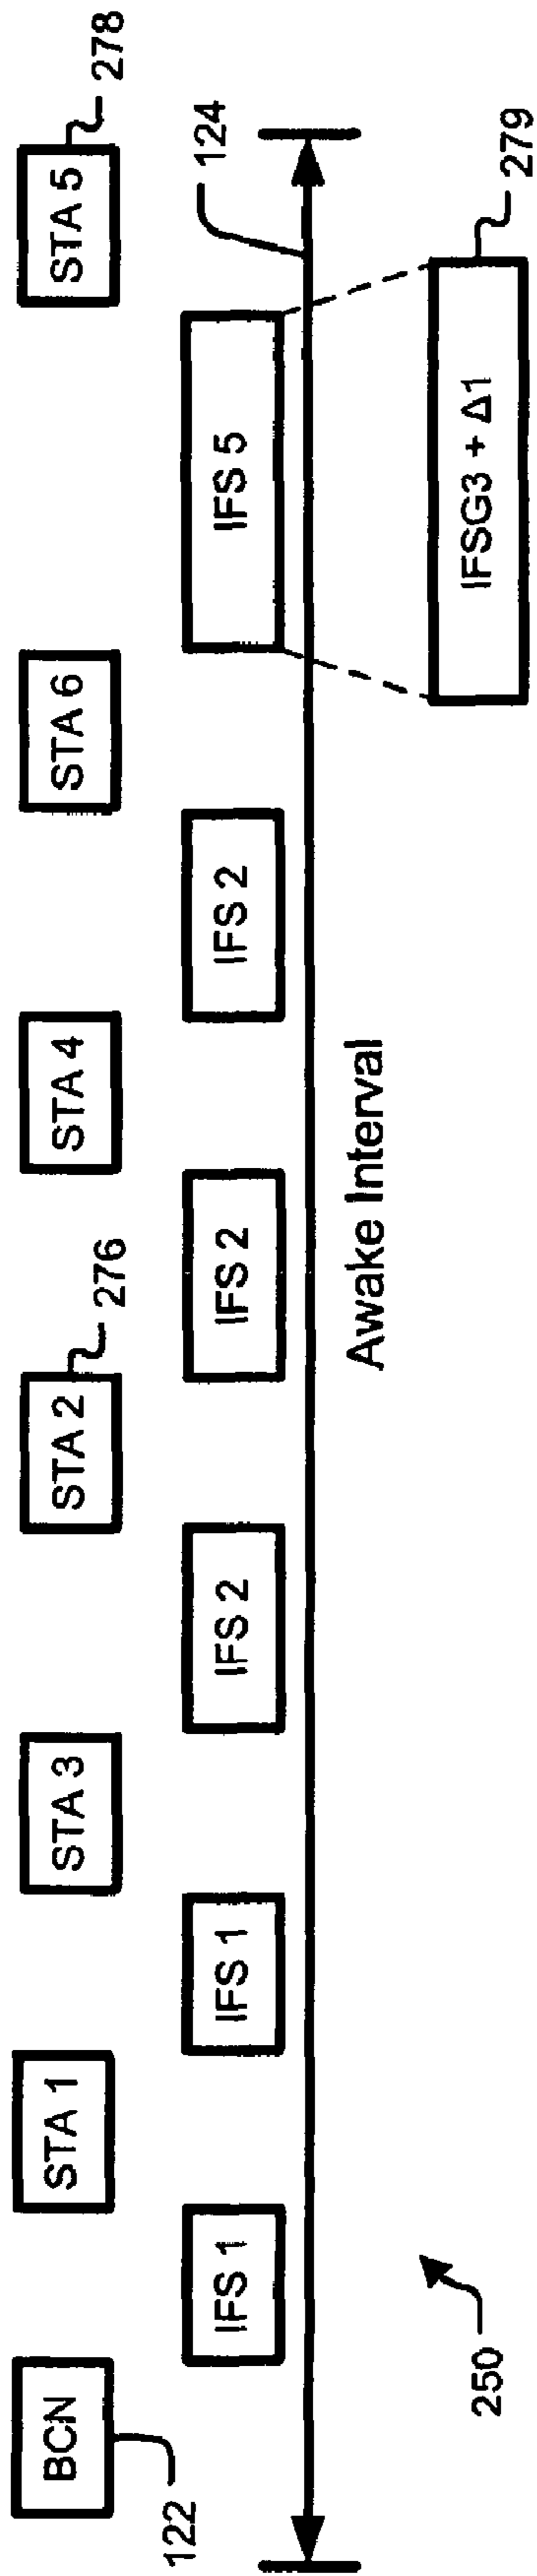 BCN
STA 1
STA 3
STA 2
STA 4
STA 6
STA 5
278
122
276
IFS 1
IFS 1
IFS 2
IFS 2
IFS 2
IFS 5
124
Awake Interval
250
IFSG3 + Δ1
279